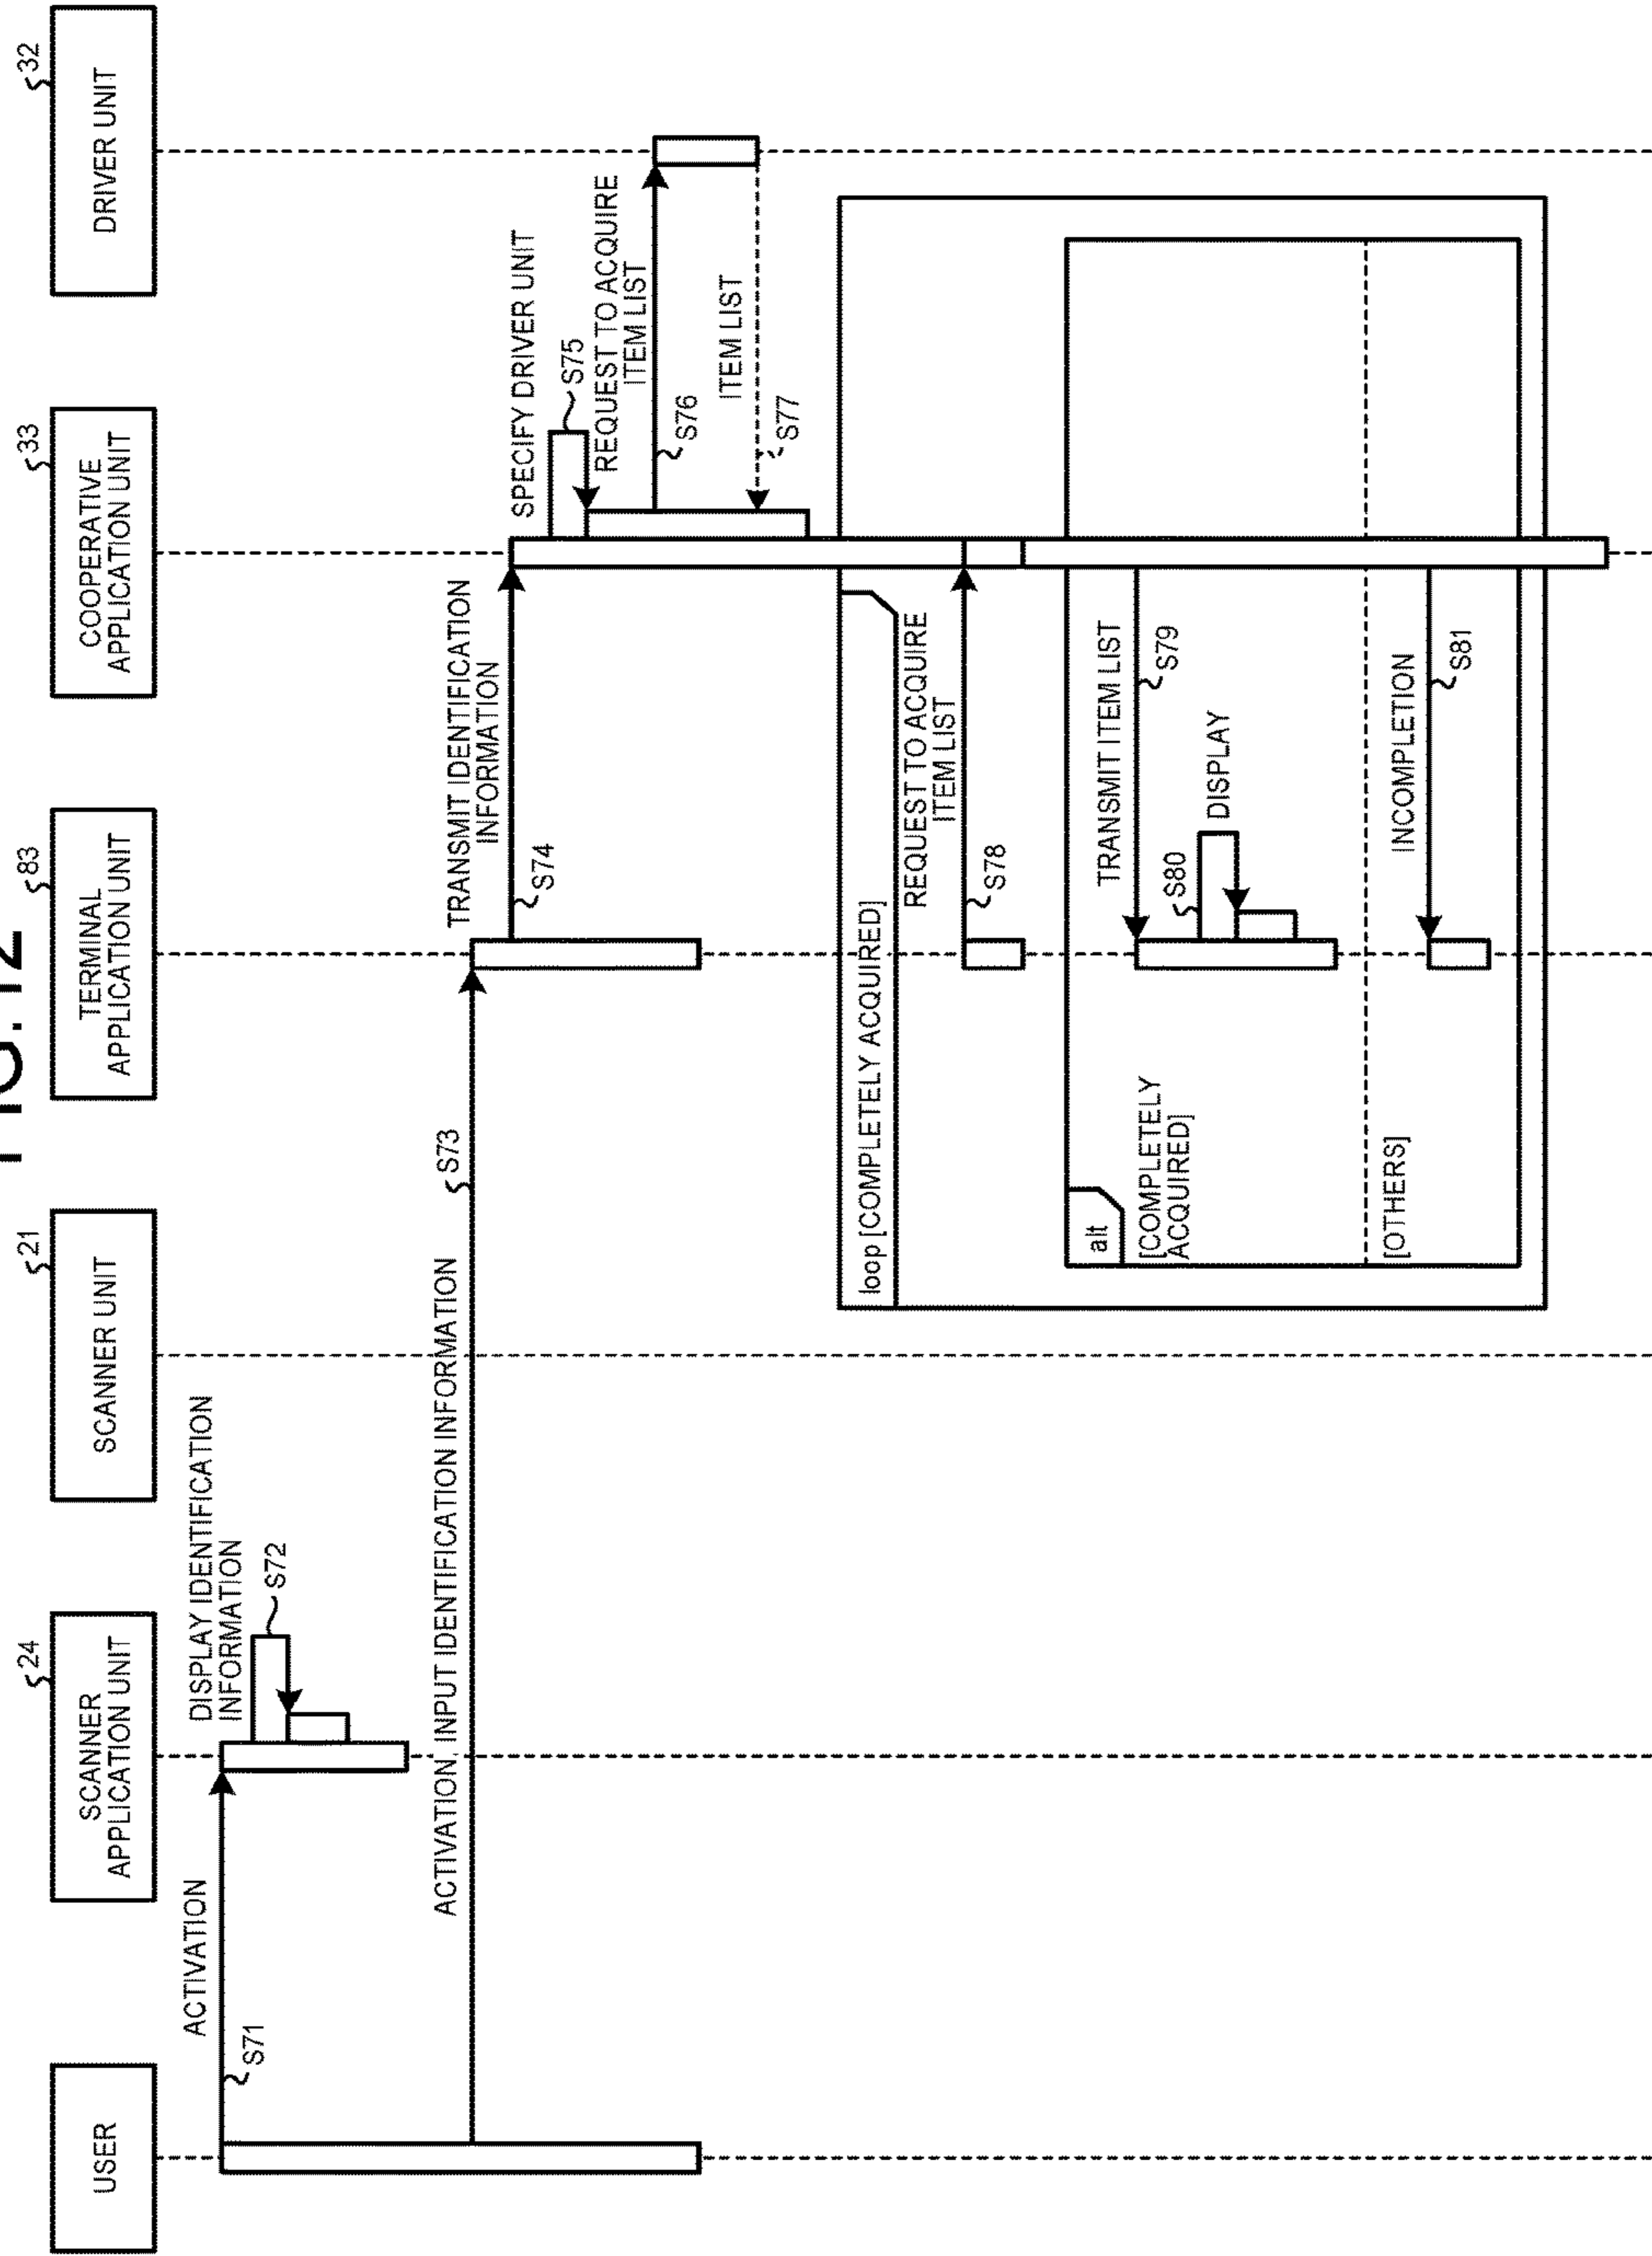 FIG. 12
USER
24
SCANNER
APPLICATION UNIT
21
SCANNER UNIT
83
TERMINAL
APPLICATION UNIT
33
COOPERATIVE
APPLICATION UNIT
32
DRIVER UNIT
ACTIVATION
S71
DISPLAY IDENTIFICATION
INFORMATION
S72
ACTIVATION, INPUT IDENTIFICATION INFORMATION
S73
TRANSMIT IDENTIFICATION
INFORMATION
S74
SPECIFY DRIVER UNIT
S75
REQUEST TO ACQUIRE
ITEM LIST
S76
ITEM LIST
S77
loop [COMPLETELY ACQUIRED]
REQUEST TO ACQUIRE
ITEM LIST
S78
alt
[COMPLETELY
ACQUIRED]
TRANSMIT ITEM LIST
S79
S80
DISPLAY
[OTHERS]
INCOMPLETION
S81